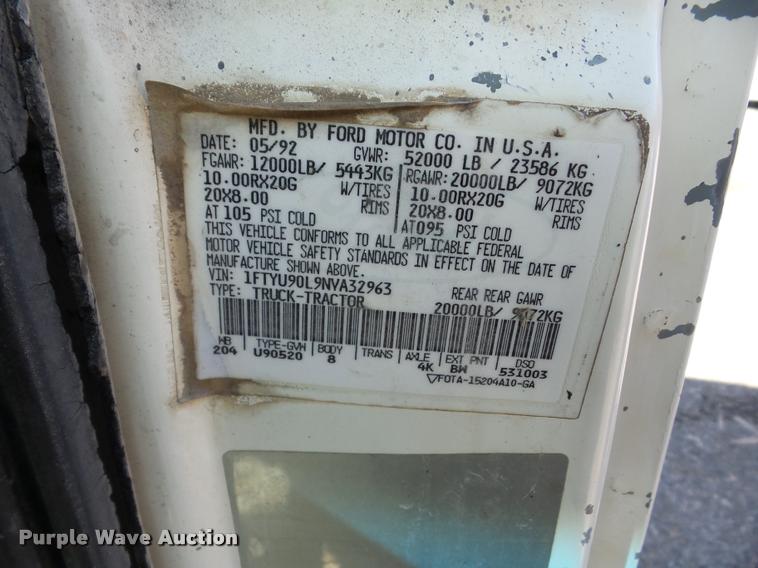 MFD. BY FORD MOTOR CO. IN U.S.A.
DATE: 05/92 GVWR: 52000 LB / 23586 KG
FGAWR: 12000LB/ 5443KG RGAWR: 20000LB/ 9072KG
10.00RX20G W/TIRES 10.00RX20G W/TIRES
20X8.00 RIMS 20X8.00 RIMS
AT 105 PSI COLD AT 095 PSI COLD
THIS VEHICLE CONFORMS TO ALL APPLICABLE FEDERAL
MOTOR VEHICLE SAFETY STANDARDS IN EFFECT ON THE DATE OF
MANUFACTURE SHOWN ABOVE.
VIN: 1FTYU90L9NVA32963 REAR REAR GAWR
TYPE: TRUCK-TRACTOR 20000LB/ 9072KG
WB TYPE-GVW BODY TRANS AXLE EXT PNT DSO
204 U90520 8 4K BW 531003
▽F0TA-15204A10-GA
Purple Wave Auction